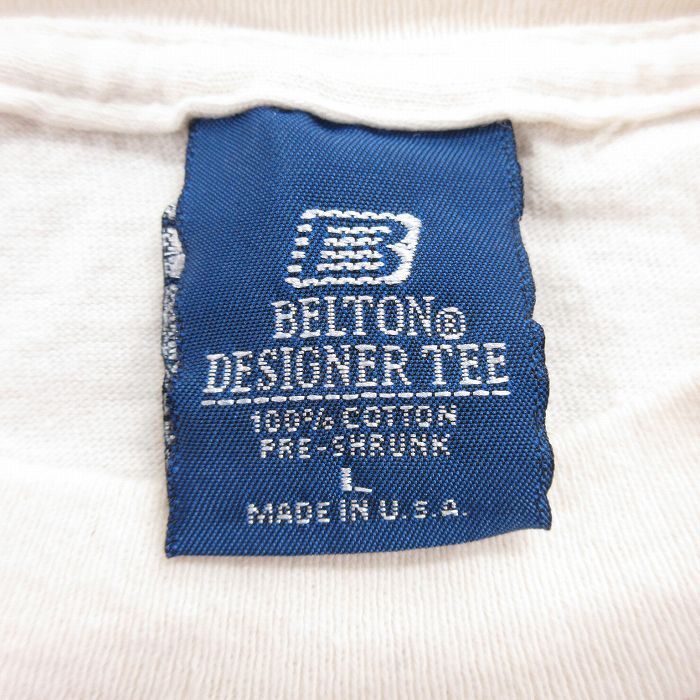 B
BELTON®
DESIGNER TEE
100% COTTON
PRE-SHRUNK
L
MADE IN U.S.A.